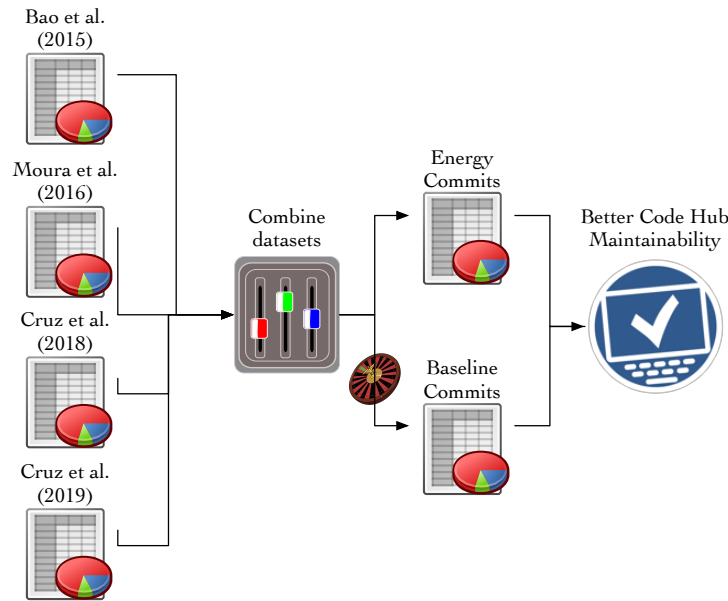 Bao et al.
(2015)
Moura et al.
(2016)
Cruz et al.
(2018)
Cruz et al.
(2019)
Combine
datasets
Energy
Commits
Baseline
Commits
Better Code Hub
Maintainability